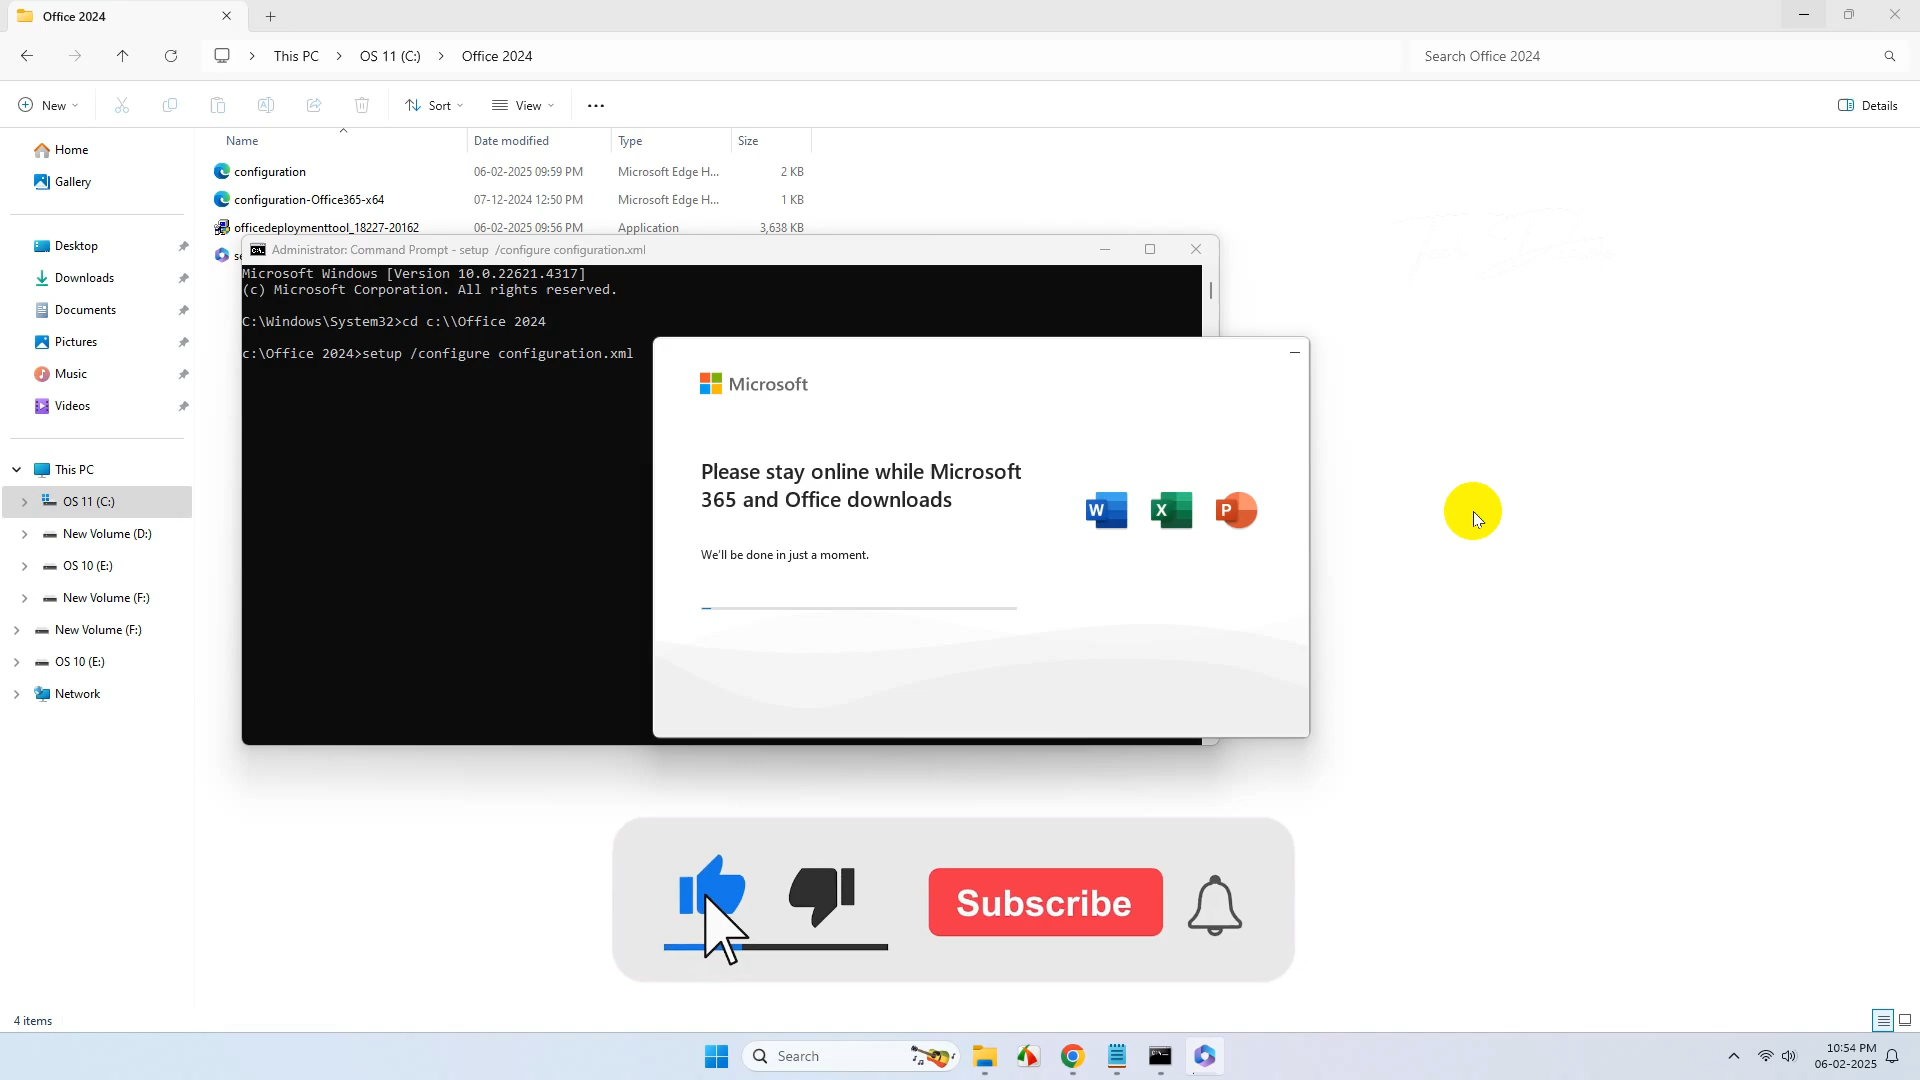 Office 2024
This PC
OS 11 (C:)
Office 2024
Search Office 2024
New
Sort
View
Details
Name
Date modified
Type
Size
Home
Gallery
configuration
06-02-2025 09:59 PM
Microsoft Edge H...
2 KB
configuration-Office365-x64
07-12-2024 12:50 PM
Microsoft Edge H...
1 KB
officedeploymenttool_18227-20162
06-02-2025 09:56 PM
Application
3,638 KB
Desktop
Downloads
Documents
Pictures
Music
Videos
This PC
OS 11 (C:)
New Volume (D:)
OS 10 (E:)
New Volume (F:)
New Volume (F:)
OS 10 (E:)
Network
Administrator: Command Prompt - setup  /configure configuration.xml
Microsoft Windows [Version 10.0.22621.4317]
(c) Microsoft Corporation. All rights reserved.
C:\Windows\System32>cd c:\\Office 2024
c:\Office 2024>setup /configure configuration.xml
Microsoft
Please stay online while Microsoft
365 and Office downloads
We'll be done in just a moment.
W
X
P
Subscribe
4 items
Search
10:54 PM
06-02-2025